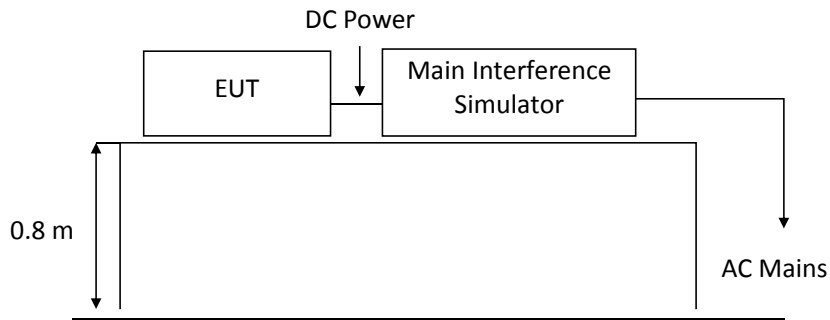 DC Power
EUT
Main Interference
Simulator
0.8 m
AC Mains